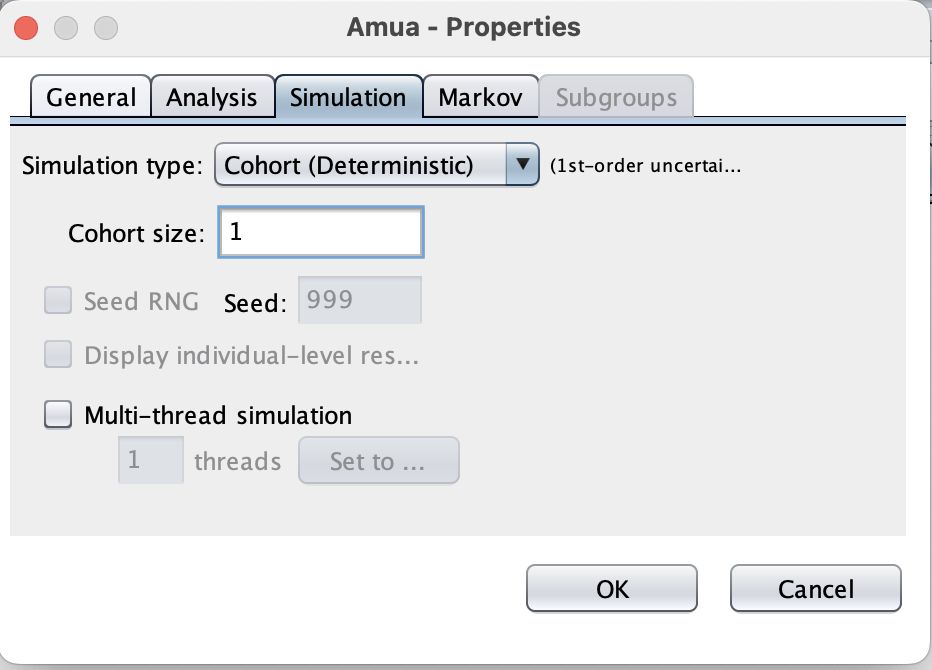 Amua - Properties
General Analysis Simulation Markov Subgroups
Simulation type: Cohort (Deterministic) (1st-order uncertai...
Cohort size: 1
Seed RNG Seed: 999
Display individual-level res...
Multi-thread simulation
1 threads Set to ...
OK Cancel